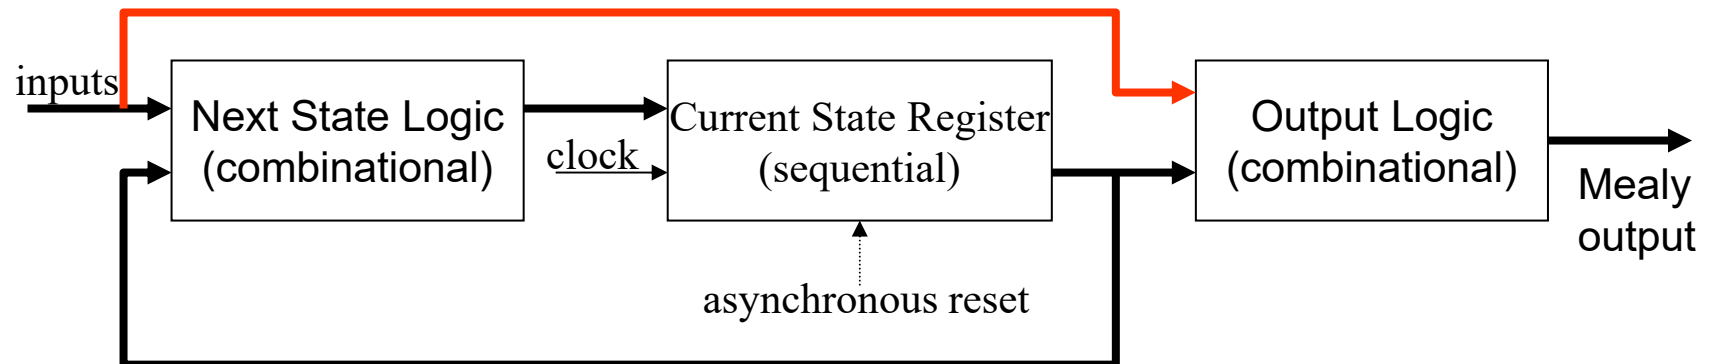 inputs
Next State Logic
(combinational)
clock
Current State Register
(sequential)
asynchronous reset
Output Logic
(combinational)
Mealy
output